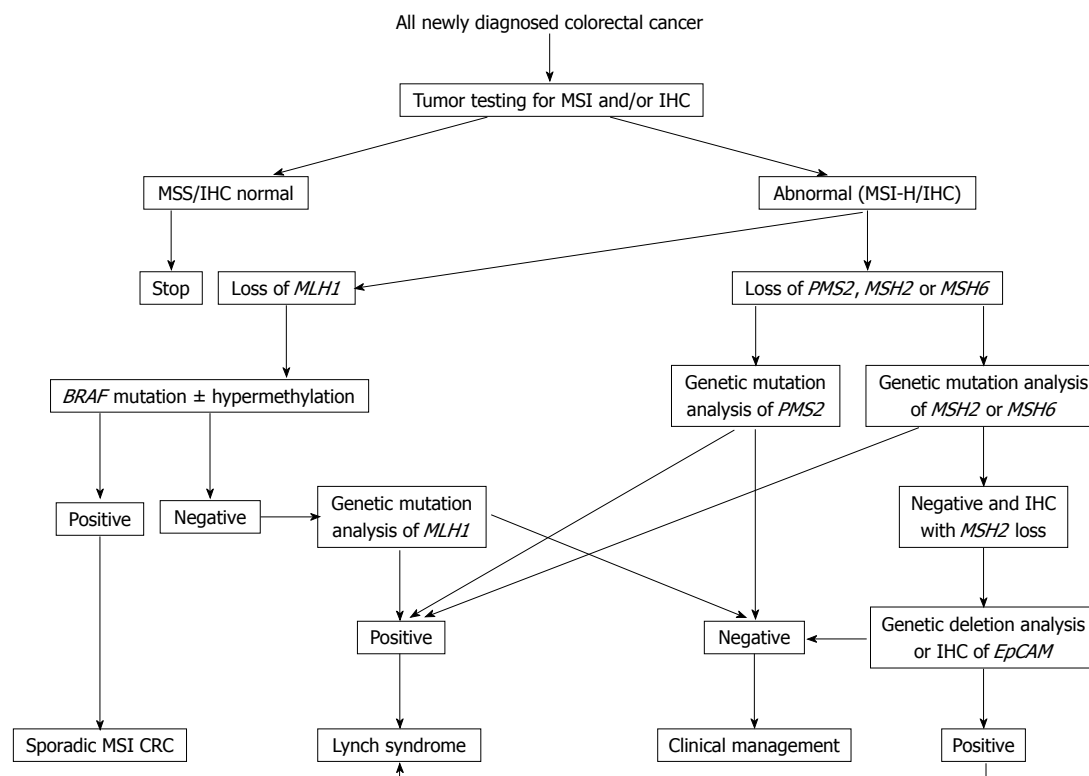 All newly diagnosed colorectal cancer
Tumor testing for MSI and/or IHC
MSS/IHC normal
Abnormal (MSI-H/IHC)
Stop
Loss of MLH1
Loss of PMS2, MSH2 or MSH6
BRAF mutation ± hypermethylation
Genetic mutation
analysis of PMS2
Genetic mutation analysis
of MSH2 or MSH6
Positive
Negative
Genetic mutation
analysis of MLH1
Negative and IHC
with MSH2 loss
Positive
Negative
Genetic deletion analysis
or IHC of EpCAM
Sporadic MSI CRC
Lynch syndrome
Clinical management
Positive